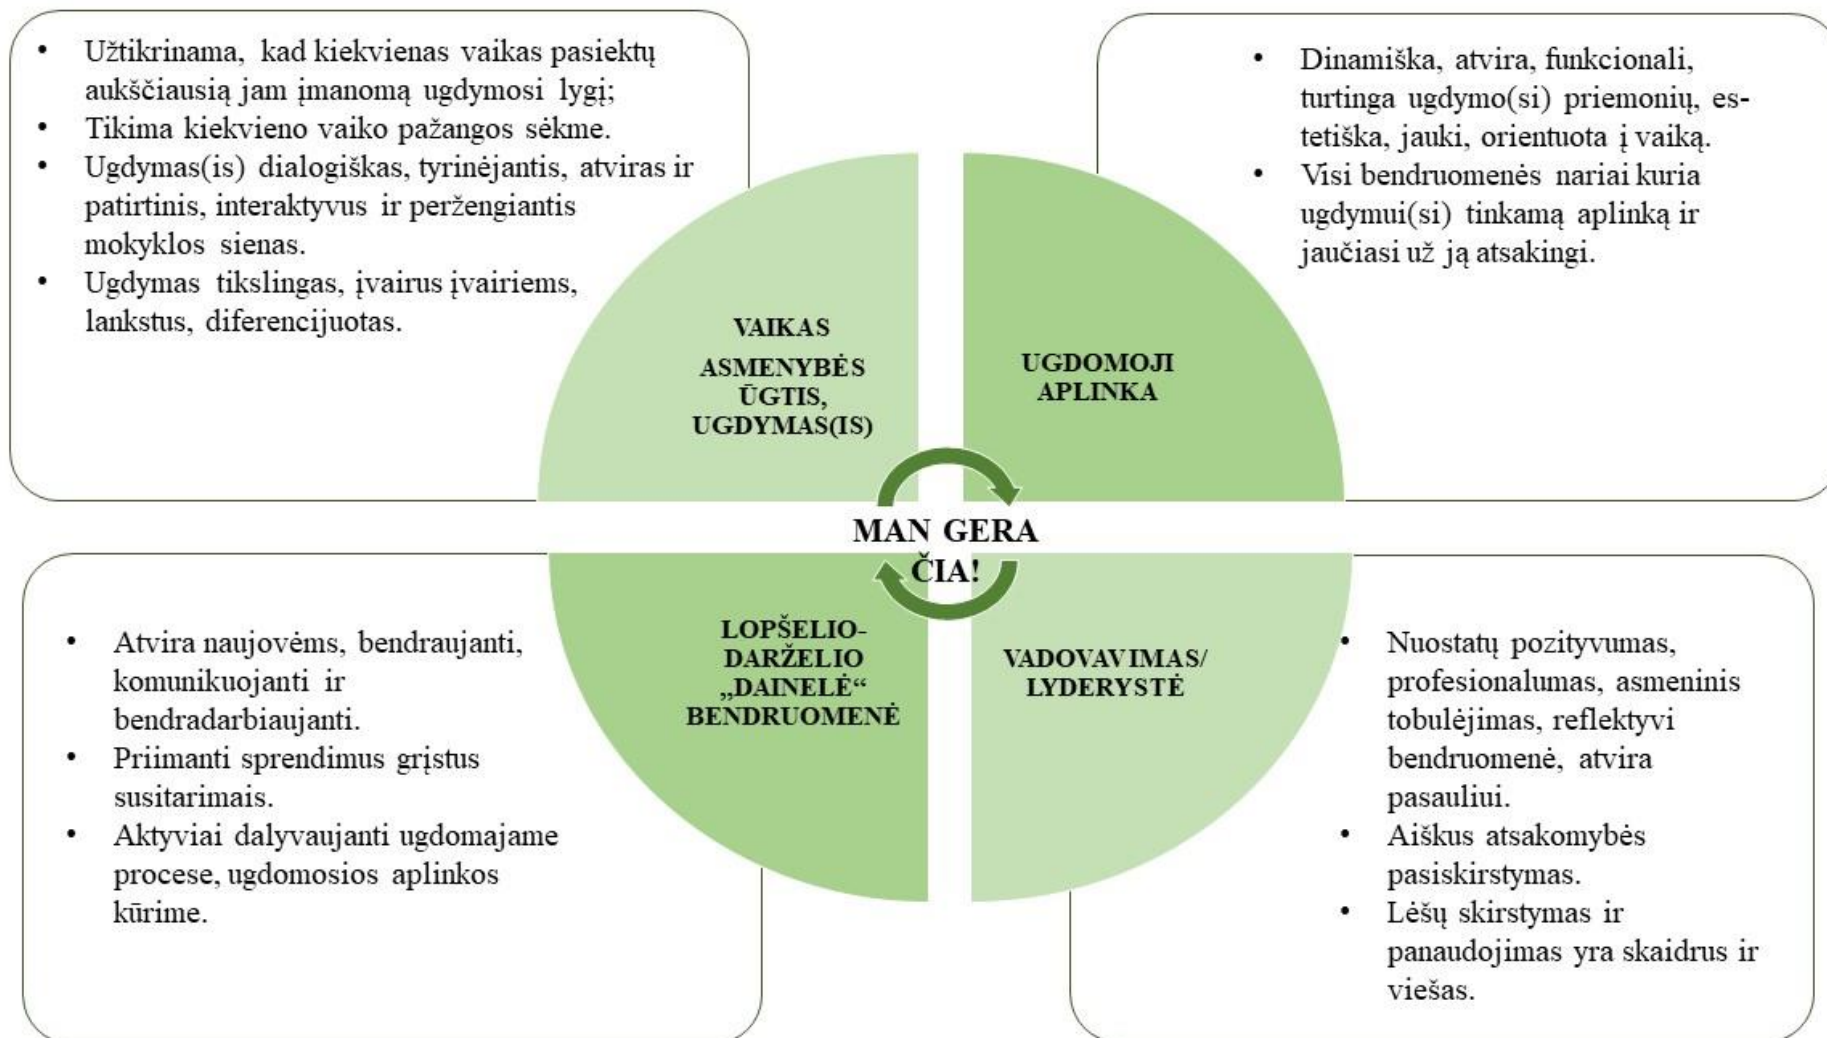 • Užtikrinama, kad kiekvienas vaikas pasiektų
aukščiausią jam įmanomą ugdymosi lygį;
• Tikima kiekvieno vaiko pažangos sėkme.
• Ugdymas(is) dialogiškas, tyrinėjantis, atviras ir
patirtinis, interaktyvus ir peržengiantis
mokyklos sienas.
• Ugdymas tikslingas, įvairus įvairiems,
lankstus, diferencijuotas.
• Dinamiška, atvira, funkcionali,
turtinga ugdymo(si) priemonių, es-
tetiška, jauki, orientuota į vaiką.
• Visi bendruomenės nariai kuria
ugdymui(si) tinkamą aplinką ir
jaučiasi už ją atsakingi.
VAIKAS
ASMENYBĖS
ŪGTIS,
UGDYMAS(IS)
UGDOMOJI
APLINKA
MAN GERA
ČIA!
LOPŠELIO-
DARŽELIO
„DAINELĖ“
BENDRUOMENĖ
VADOVAVIMAS/
LYDERYSTĖ
• Atvira naujovėms, bendraujanti,
komunikuojanti ir
bendradarbiaujanti.
• Priimanti sprendimus grįstus
susitarimais.
• Aktyviai dalyvaujanti ugdomajame
procese, ugdomosios aplinkos
kūrime.
• Nuostatų pozityvumas,
profesionalumas, asmeninis
tobulėjimas, reflektyvi
bendruomenė, atvira
pasauliui.
• Aiškus atsakomybės
pasiskirstymas.
• Lėšų skirstymas ir
panaudojimas yra skaidrus ir
viešas.